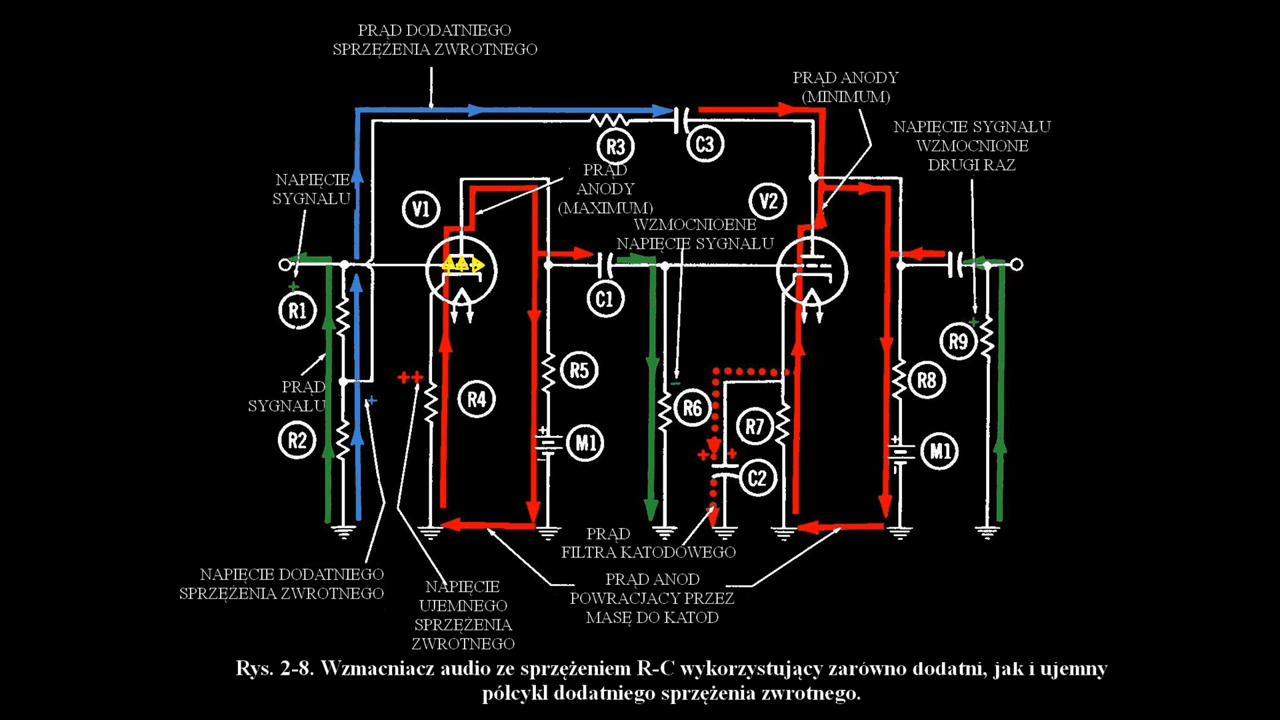 PRĄD DODATNIEGO
SPRZĘŻENIA ZWROTNEGO
PRĄD ANODY
(MINIMUM)
NAPIĘCIE SYGNAŁU
WZMOCNIONE
DRUGI RAZ
R3
C3
NAPIĘCIE
SYGNAŁU
PRĄD
ANODY
(MAXIMUM)
V1
V2
WZMOCNIOENE
NAPIĘCIE SYGNAŁU
+
R1
C1
+
R9
PRĄD
SYGNAŁU
++
R4
R5
-
R6
R7
R8
+
R2
+
-
M1
+
+
C2
+
-
M1
PRĄD
FILTRA KATODOWEGO
NAPIĘCIE DODATNIEGO
SPRZĘŻENIA ZWROTNEGO
NAPIĘCIE
UJEMNEGO
SPRZĘŻENIA
ZWROTNEGO
PRĄD ANOD
POWRACJACY PRZEZ
MASĘ DO KATOD
Rys. 2-8. Wzmacniacz audio ze sprzężeniem R-C wykorzystujący zarówno dodatni, jak i ujemny
pólcykl dodatniego sprzężenia zwrotnego.